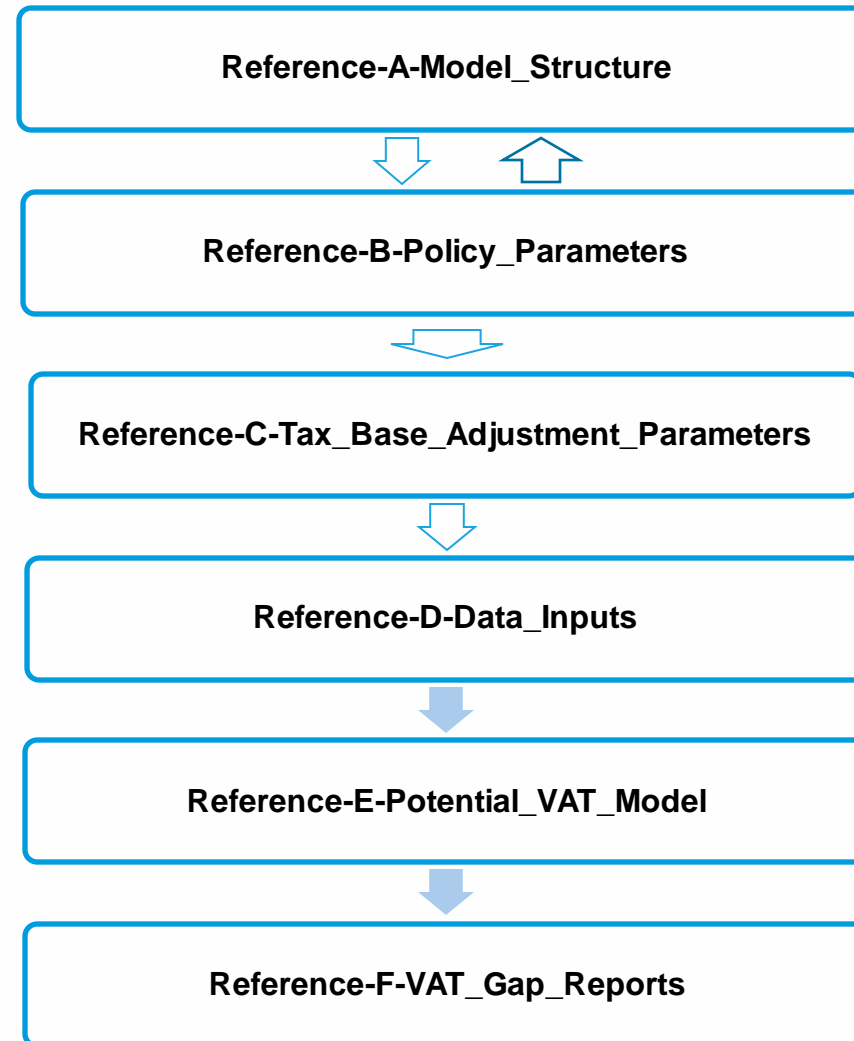 Reference-A-Model_Structure
Reference-B-Policy_Parameters
Reference-C-Tax_Base_Adjustment_Parameters
Reference-D-Data_Inputs
Reference-E-Potential_VAT_Model
Reference-F-VAT_Gap_Reports